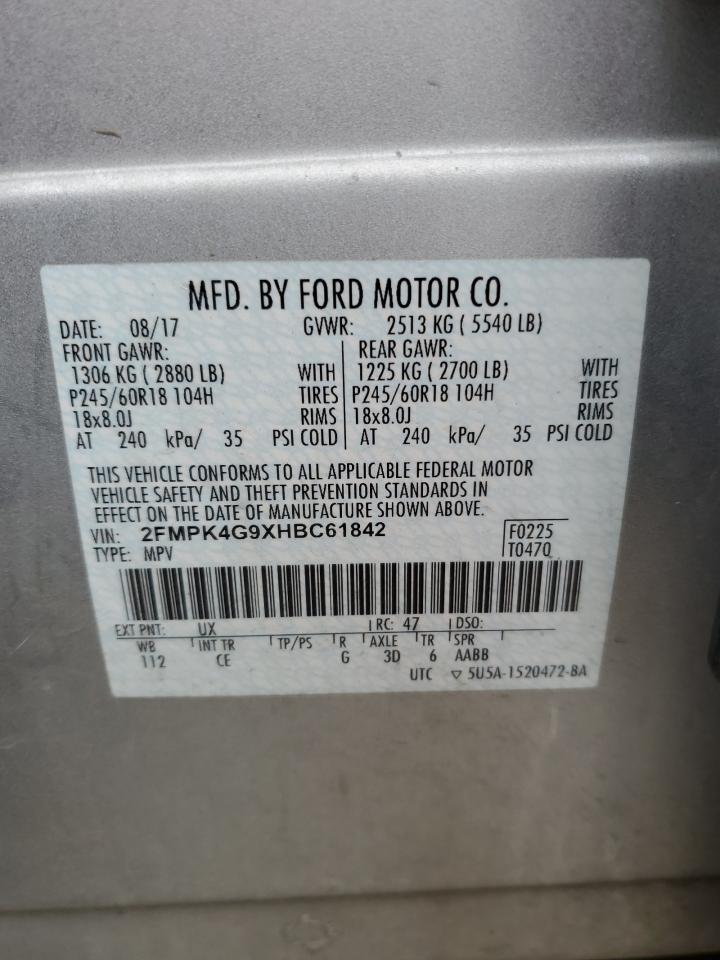 MFD. BY FORD MOTOR CO.
DATE: 08/17 GVWR: 2513 KG ( 5540 LB)
FRONT GAWR: REAR GAWR:
1306 KG ( 2880 LB) WITH 1225 KG ( 2700 LB) WITH
P245/60R18 104H TIRES P245/60R18 104H TIRES
18x8.0J RIMS 18x8.0J RIMS
AT 240 kPa/ 35 PSI COLD AT 240 kPa/ 35 PSI COLD
THIS VEHICLE CONFORMS TO ALL APPLICABLE FEDERAL MOTOR
VEHICLE SAFETY AND THEFT PREVENTION STANDARDS IN
EFFECT ON THE DATE OF MANUFACTURE SHOWN ABOVE.
VIN: 2FMPK4G9XHBC61842 F0225
TYPE: MPV T0470
EXT PNT: UX RC: 47 DSO:
WB INT TR TP/PS R AXLE TR SPR
112 CE G 3D 6 AABB
UTC ▽ 5U5A-1520472-BA